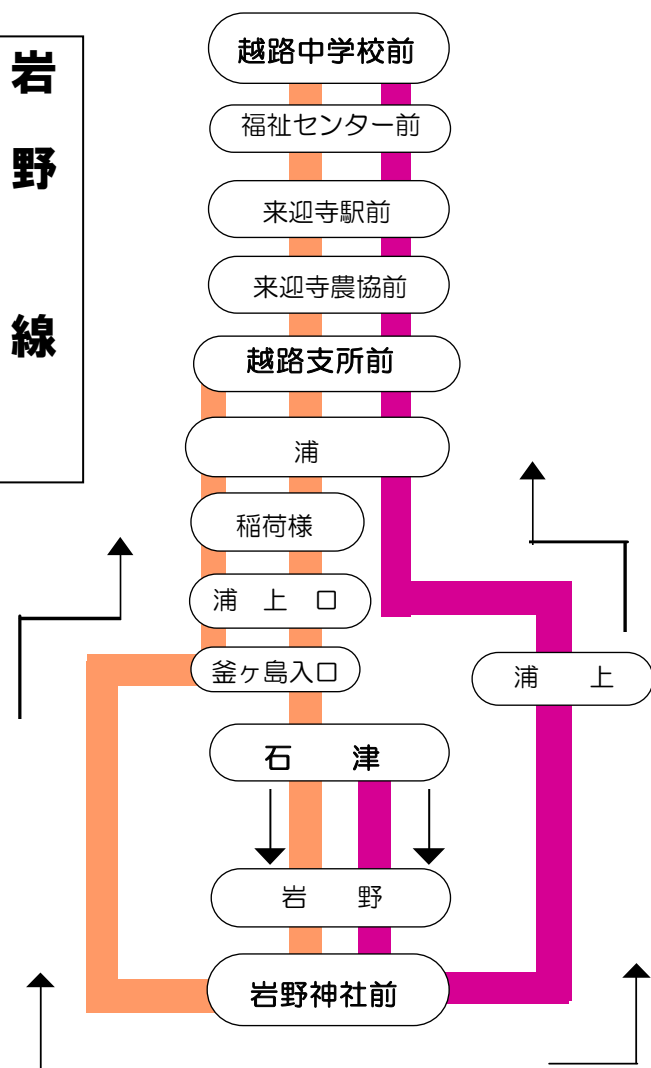 岩野線
越路中学校前
福祉センター前
来迎寺駅前
来迎寺農協前
越路支所前
浦
稲荷様
浦上口
釜ヶ島入口
浦上
石津
岩野
岩野神社前